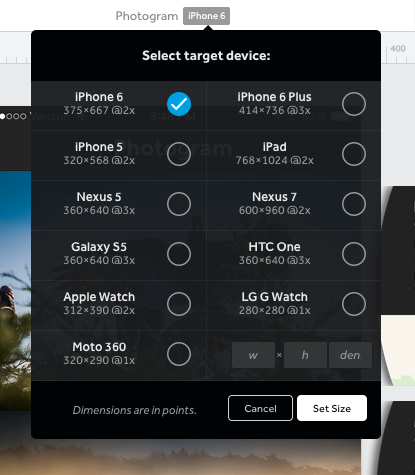 Photogram iPhone 6
400
Select target device:
iPhone 6
375×667 @2x
iPhone 6 Plus
414×736 @3x
iPhone 5
320×568 @2x
iPad
768×1024 @2x
Nexus 5
360×640 @3x
Nexus 7
600×960 @2x
Galaxy S5
360×640 @3x
HTC One
360×640 @3x
Apple Watch
312×390 @2x
LG G Watch
280×280 @1x
Moto 360
320×290 @1x
w × h den
Dimensions are in points.
Cancel
Set Size
Photogram